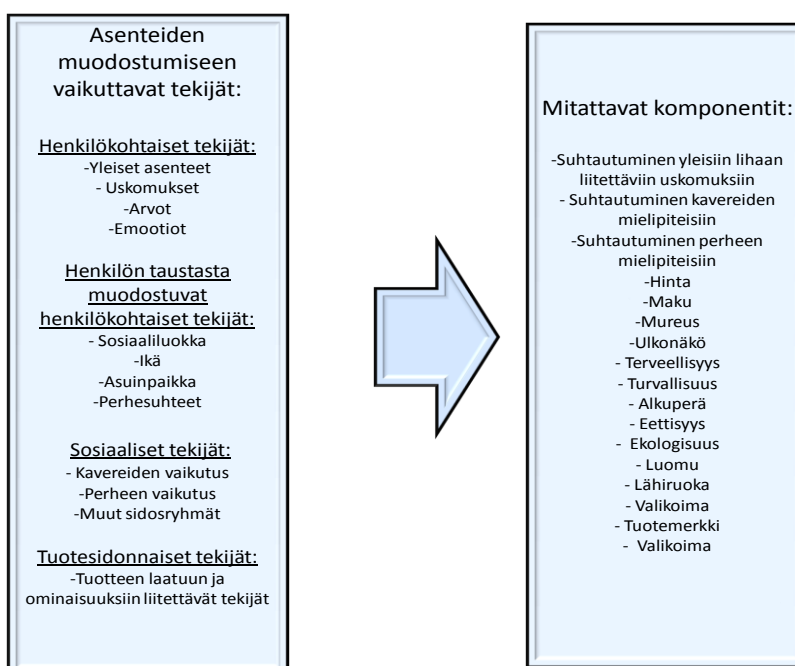 Asenteiden
muodostumiseen
vaikuttavat tekijät:
Henkilökohtaiset tekijät:
-Yleiset asenteet
- Uskomukset
-Arvot
-Emootiot
Henkilön taustasta
muodostuvat
henkilökohtaiset tekijät:
- Sosiaaliluokka
-Ikä
-Asuinpaikka
-Perhesuhteet
Sosiaaliset tekijät:
- Kavereiden vaikutus
-Perheen vaikutus
-Muut sidosryhmät
Tuotesidonnaiset tekijät:
-Tuotteen laatuun ja
ominaisuuksiin liitettävät tekijät
Mitattavat komponentit:
-Suhtautuminen yleisiin lihaan
liitettäviin uskomuksiin
- Suhtautuminen kavereiden
mielipiteisiin
-Suhtautuminen perheen
mielipiteisiin
-Hinta
-Maku
-Mureus
-Ulkonäkö
- Terveellisyys
- Turvallisuus
- Alkuperä
- Eettisyys
- Ekologisuus
- Luomu
- Lähiruoka
- Valikoima
- Tuotemerkki
- Valikoima